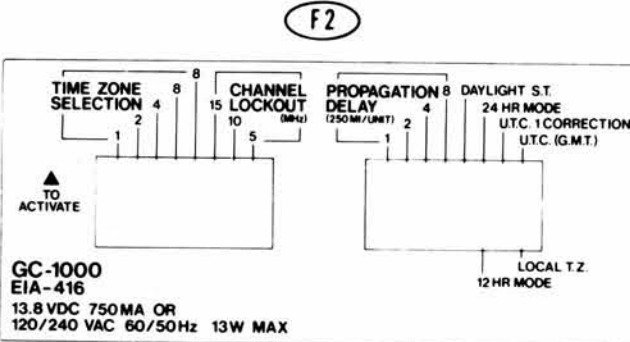 F2
TIME ZONE SELECTION
1 2 4 8 8
15 10 5
CHANNEL LOCKOUT (MHz)
PROPAGATION DELAY (250 MI/UNIT)
1 2 4 8
DAYLIGHT S.T.
24 HR MODE
U.T.C. 1 CORRECTION
U.T.C. (G.M.T.)
▲ TO ACTIVATE
LOCAL T.Z.
12 HR MODE
GC-1000
EIA-416
13.8 VDC 750 MA OR
120/240 VAC 60/50 Hz 13W MAX